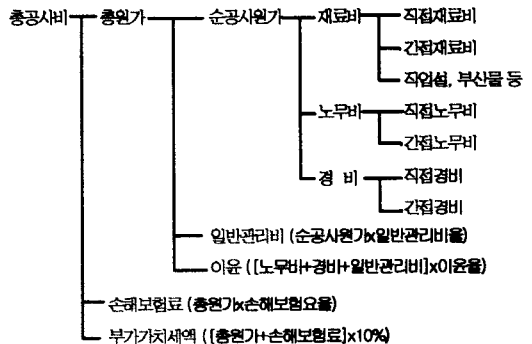 총공사비 총원가 순공사원가 재료비 직접재료비
간접재료비
작업설, 부산물 등
노무비 직접노무비
간접노무비
경 비 직접경비
간접경비
일반관리비 (순공사원가x일반관리비율)
이윤 ([노무비+경비+일반관리비]x이윤율)
손해보험료 (총원가x손해보험요율)
부가가치세액 ([총원가+손해보험료]x10%)